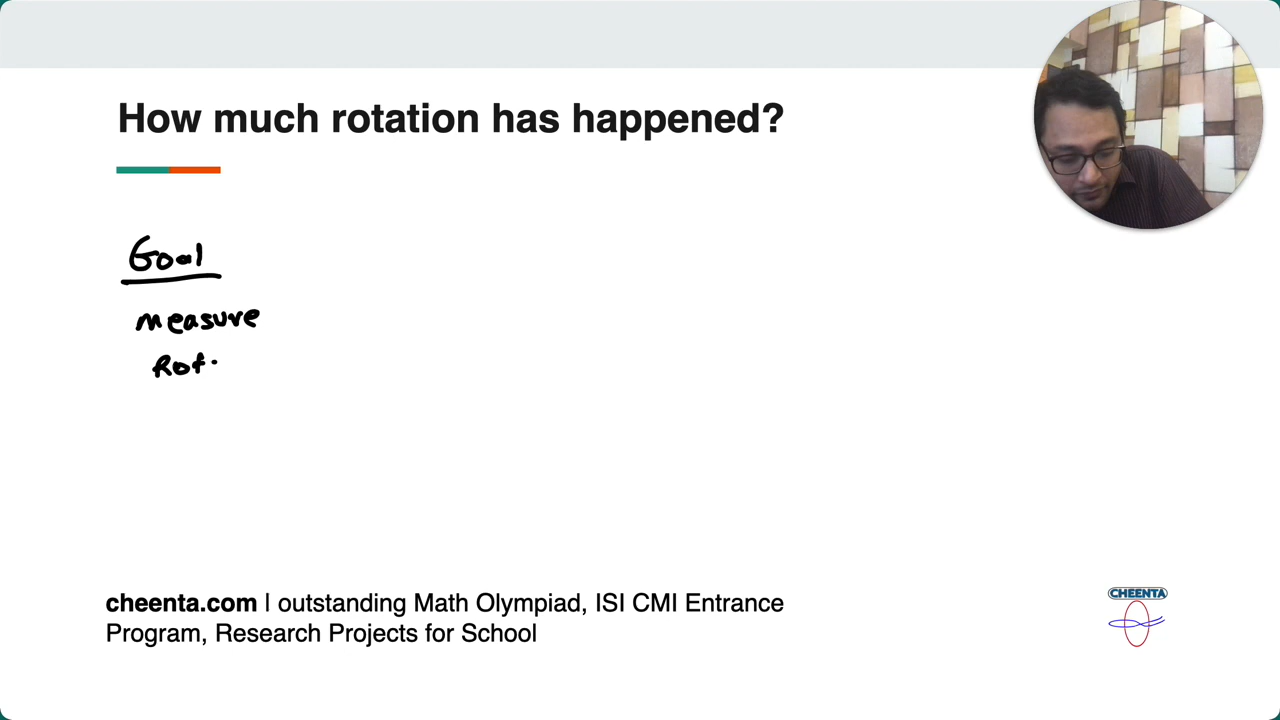 How much rotation has happened?
Goal
measure
Rot.
cheenta.com | outstanding Math Olympiad, ISI CMI Entrance
Program, Research Projects for School
CHEENTA